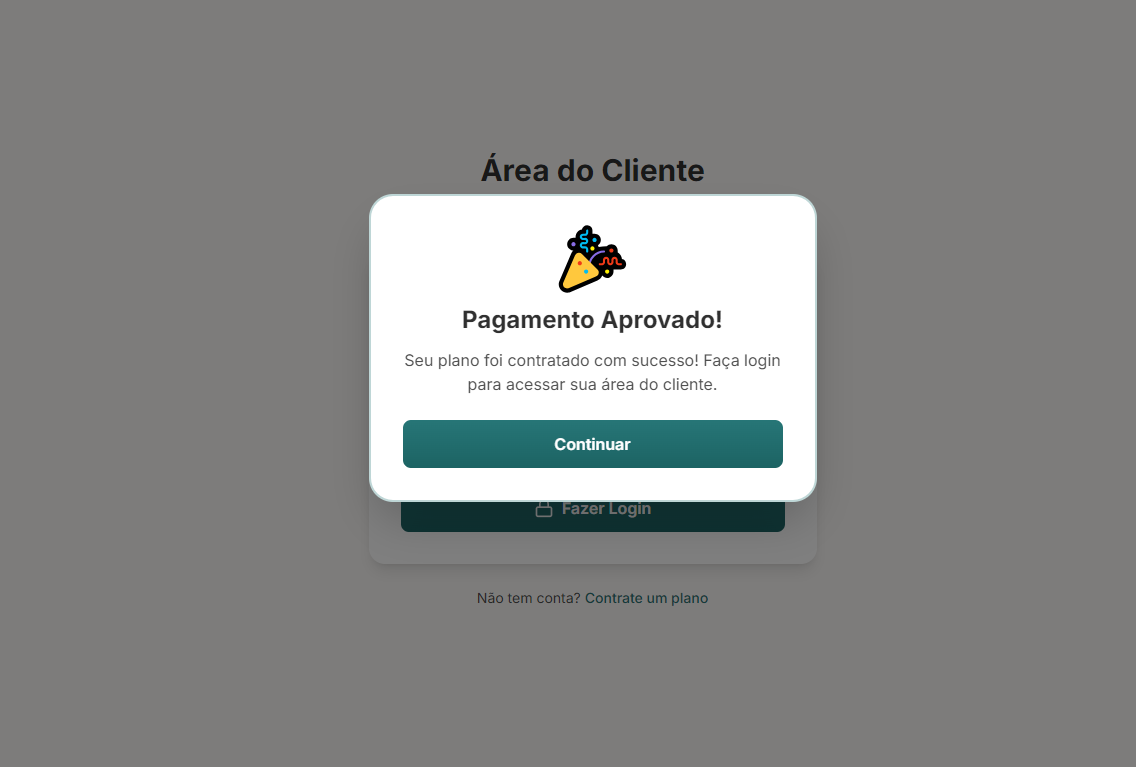 Área do Cliente
Pagamento Aprovado!
Seu plano foi contratado com sucesso! Faça login
para acessar sua área do cliente.
Continuar
Fazer Login
Não tem conta? Contrate um plano